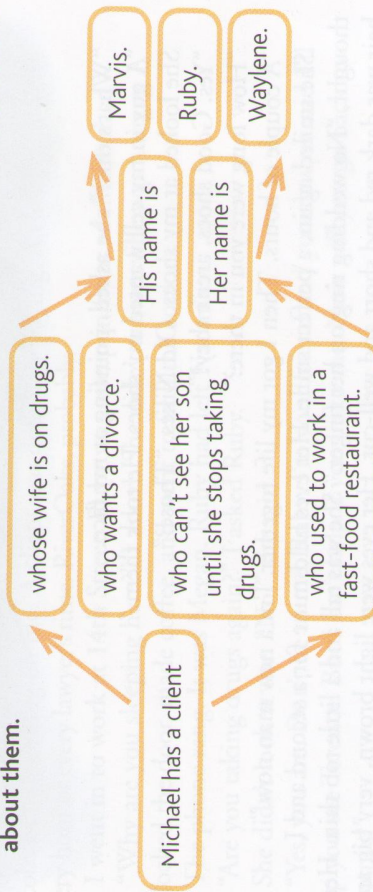 about them.
Michael has a client
whose wife is on drugs.
who wants a divorce.
who can't see her son
until she stops taking
drugs.
who used to work in a
fast-food restaurant.
His name is
Her name is
Marvis.
Ruby.
Waylene.